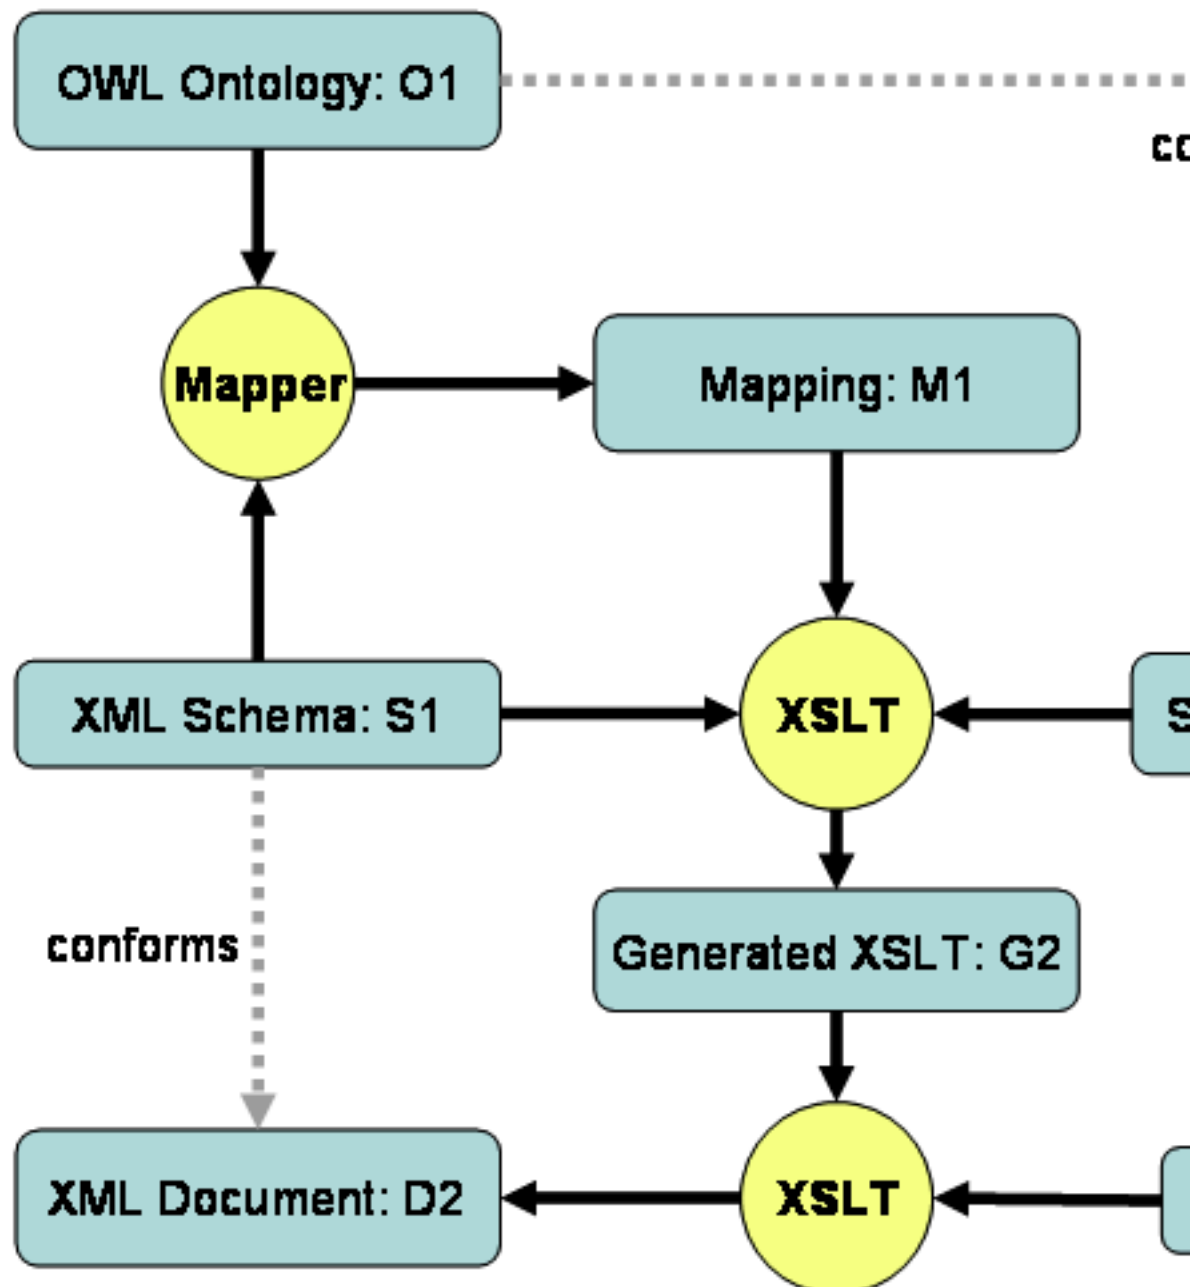 OWL Ontology: O1
Mapper
Mapping: M1
XML Schema: S1
XSLT
conforms
Generated XSLT: G2
XML Document: D2
XSLT